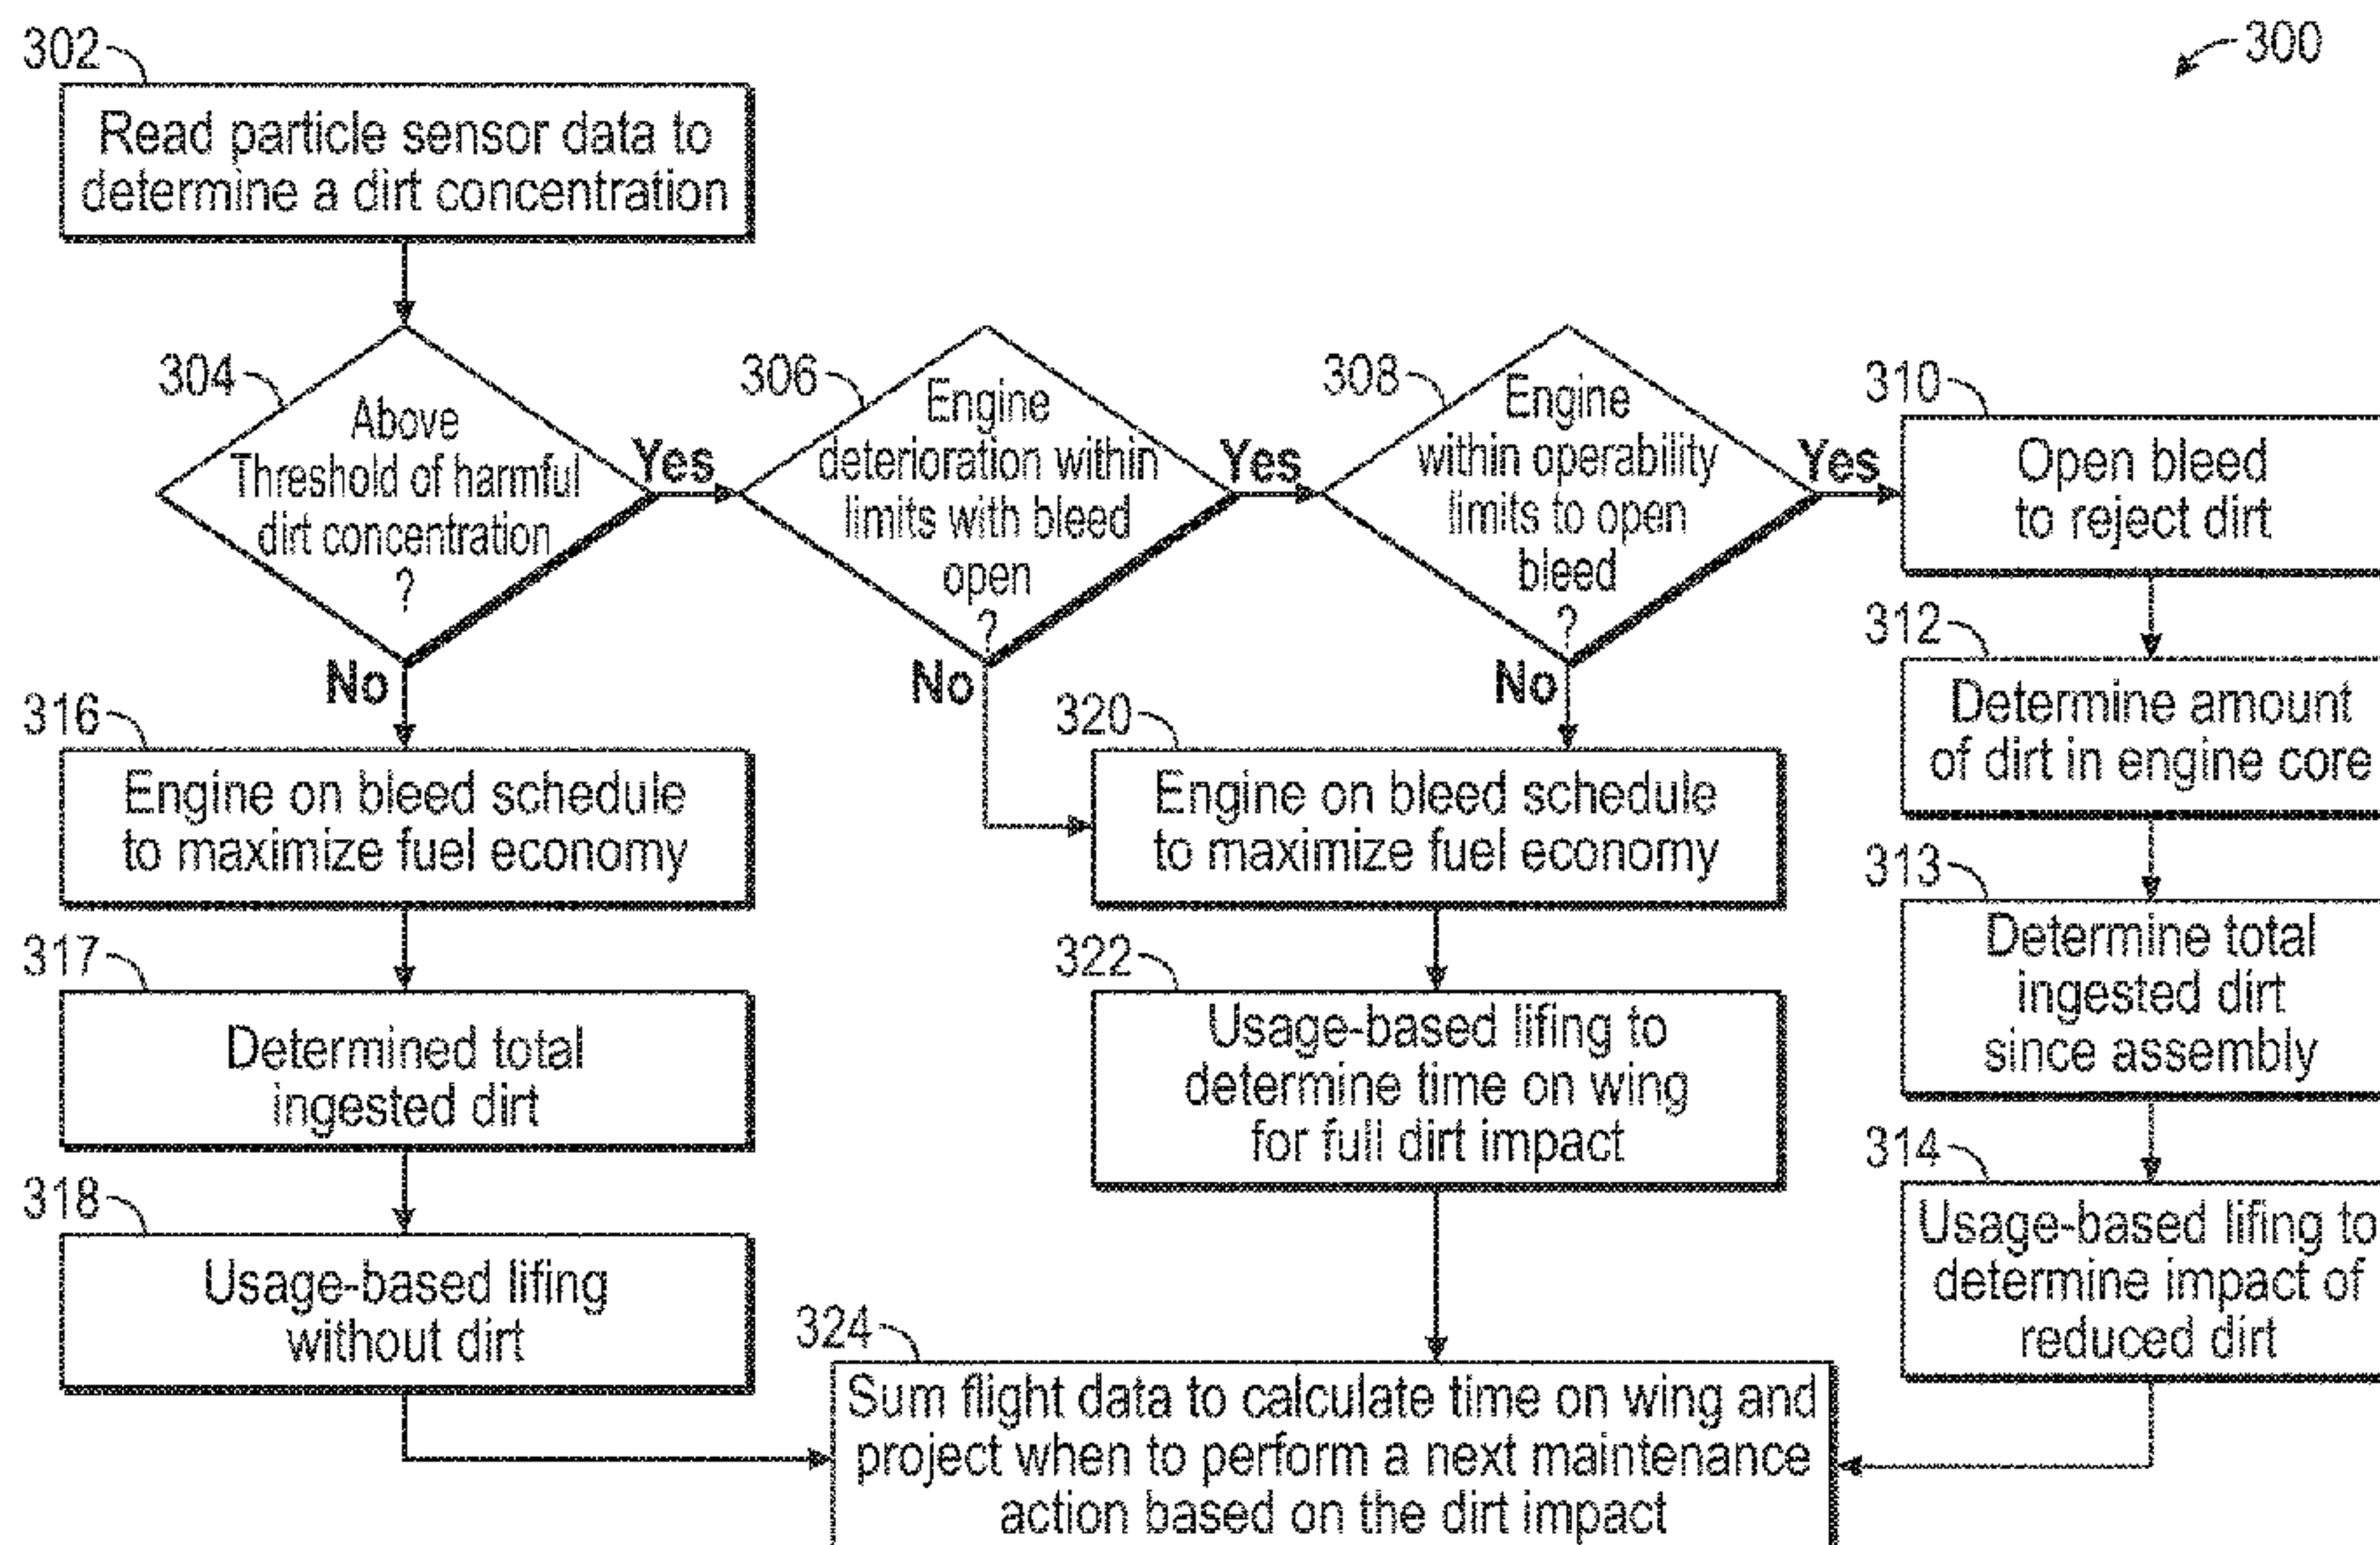 300
302
Read particle sensor data to
determine a dirt concentration
304
Above
Threshold of harmful
dirt concentration
?
Yes
No
306
Engine
deterioration within
limits with bleed
open
?
Yes
No
308
Engine
within operability
limits to open
bleed
?
Yes
No
310
Open bleed
to reject dirt
312
Determine amount
of dirt in engine core
313
Determine total
ingested dirt
since assembly
314
Usage-based lifing to
determine impact of
reduced dirt
316
Engine on bleed schedule
to maximize fuel economy
317
Determined total
ingested dirt
318
Usage-based lifing
without dirt
320
Engine on bleed schedule
to maximize fuel economy
322
Usage-based lifing to
determine time on wing
for full dirt impact
324
Sum flight data to calculate time on wing and
project when to perform a next maintenance
action based on the dirt impact